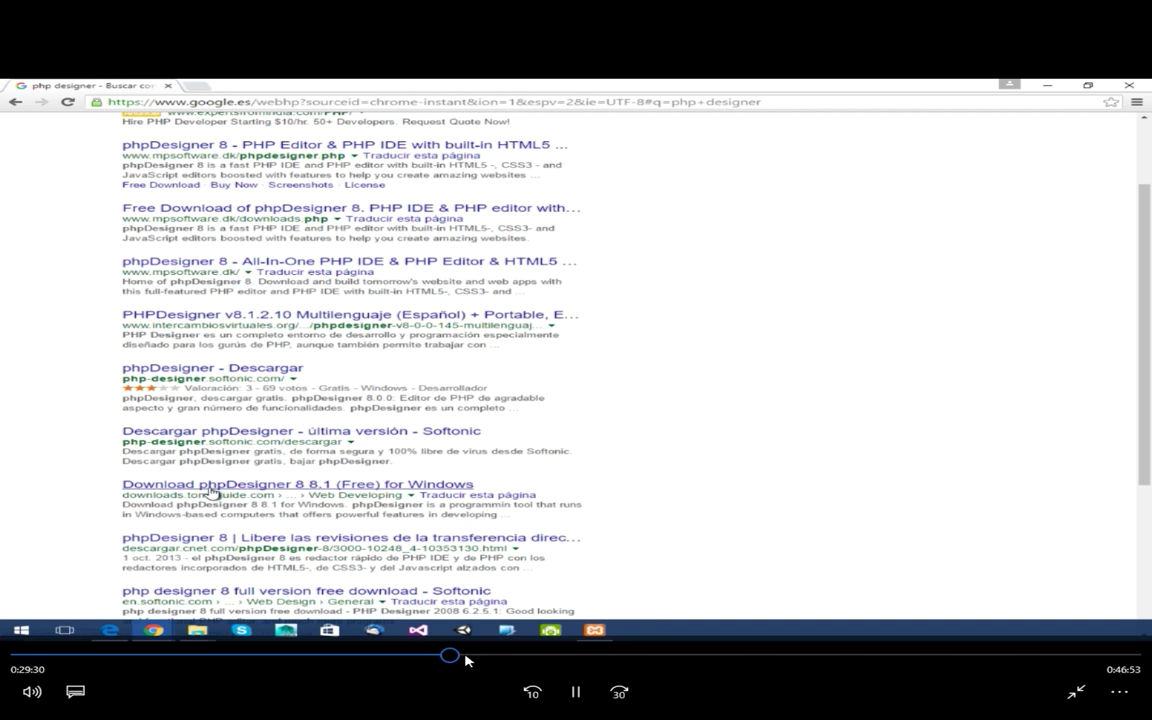 php designer - Buscar co
https://www.google.es/webhp?sourceid=chrome-instant&ion=1&espv=2&ie=UTF-8#q=php+designer
www.expertsfromindia.com/PHP/
Hire PHP Developer Starting $10/hr. 50+ Developers. Request Quote Now!
phpDesigner 8 - PHP Editor & PHP IDE with built-in HTML5 ...
www.mpsoftware.dk/phpdesigner.php Traducir esta página
phpDesigner 8 is a fast PHP IDE and PHP editor with built-in HTML5 -, CSS3 - and
JavaScript editors boosted with features to help you create amazing websites ...
Free Download · Buy Now · Screenshots · License
Free Download of phpDesigner 8. PHP IDE & PHP editor with...
www.mpsoftware.dk/downloads.php Traducir esta página
phpDesigner 8 is a fast PHP IDE and PHP editor with built-in HTML5-, CSS3- and
JavaScript editors boosted with features to help you create amazing websites.
phpDesigner 8 - All-In-One PHP IDE & PHP Editor & HTML5 ...
www.mpsoftware.dk/ Traducir esta página
Home of phpDesigner 8. Download and build tomorrow's website and web apps with
this full-featured PHP editor and PHP IDE with built-in HTML5-, CSS3- and ...
PHPDesigner v8.1.2.10 Multilenguaje (Español) + Portable, E...
www.intercambiosvirtuales.org/.../phpdesigner-v8-0-0-145-multilenguaj...
PHP Designer es un completo entorno de desarrollo y programación especialmente
diseñado para los gurús de PHP, aunque también permite trabajar con ...
phpDesigner - Descargar
php-designer.softonic.com/
Valoración: 3 - 69 votos - Gratis - Windows - Desarrollador
phpDesigner, descargar gratis. phpDesigner 8.0.0: Editor de PHP de agradable
aspecto y gran número de funcionalidades. phpDesigner es un completo ...
Descargar phpDesigner - última versión - Softonic
php-designer.softonic.com/descargar
Descargar phpDesigner gratis, de forma segura y 100% libre de virus desde Softonic.
Descargar phpDesigner gratis, bajar phpDesigner.
Download phpDesigner 8 8.1 (Free) for Windows
downloads.tomsguide.com › ... › Web Developing Traducir esta página
Download phpDesigner 8 8.1 for Windows. phpDesigner is a programmin tool that runs
in Windows-based computers that offers powerful features in developing ...
phpDesigner 8 | Libere las revisiones de la transferencia direc...
descargar.cnet.com/phpDesigner-8/3000-10248_4-10353130.html
1 oct. 2013 - el phpDesigner 8 es redactor rápido de PHP IDE y de PHP con los
redactores incorporados de HTML5-, de CSS3- y del Javascript alzados con ...
php designer 8 full version free download - Softonic
en.softonic.com › ... › Web Design › General Traducir esta página
php designer 8 full version free download - PHP Designer 2008 6.2.5.1: Good looking
0:29:30
0:46:53
10
30